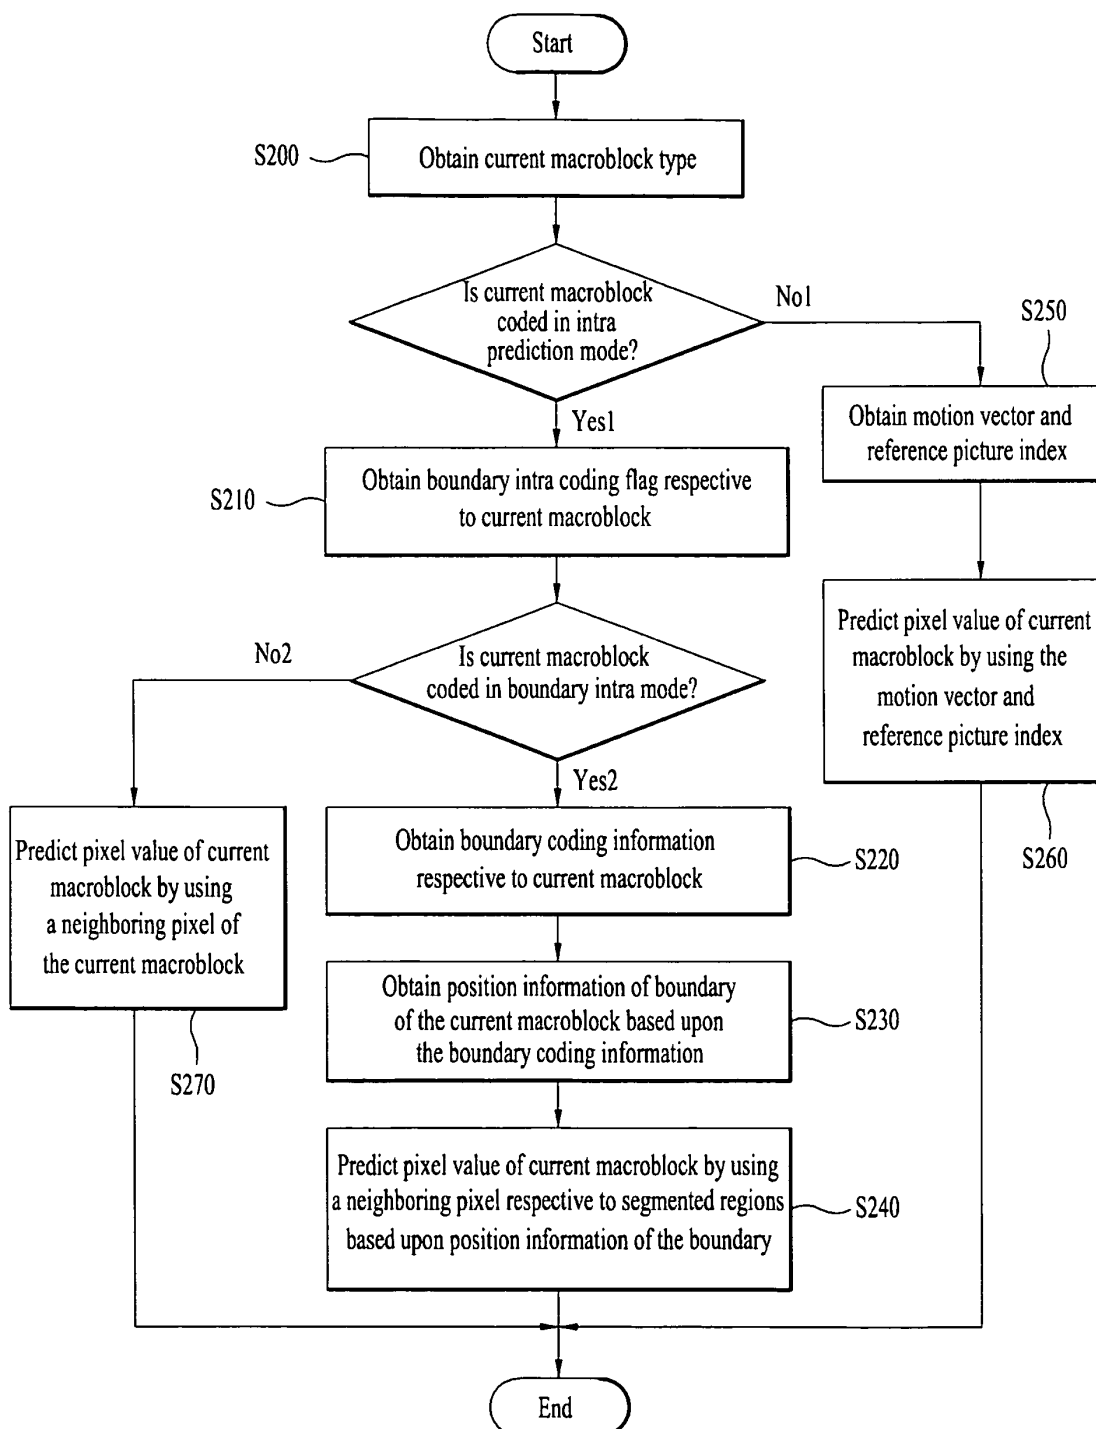 Start
S200
Obtain current macroblock type
Is current macroblock
coded in intra
prediction mode?
No1
S250
Yes1
Obtain motion vector and
reference picture index
S210
Obtain boundary intra coding flag respective
to current macroblock
No2
Is current macroblock
coded in boundary intra mode?
Predict pixel value of current
macroblock by using the
motion vector and
reference picture index
Yes2
S260
Predict pixel value of current
macroblock by using
a neighboring pixel of
the current macroblock
S270
Obtain boundary coding information
respective to current macroblock
S220
Obtain position information of boundary
of the current macroblock based upon
the boundary coding information
S230
Predict pixel value of current macroblock by using
a neighboring pixel respective to segmented regions
based upon position information of the boundary
S240
End